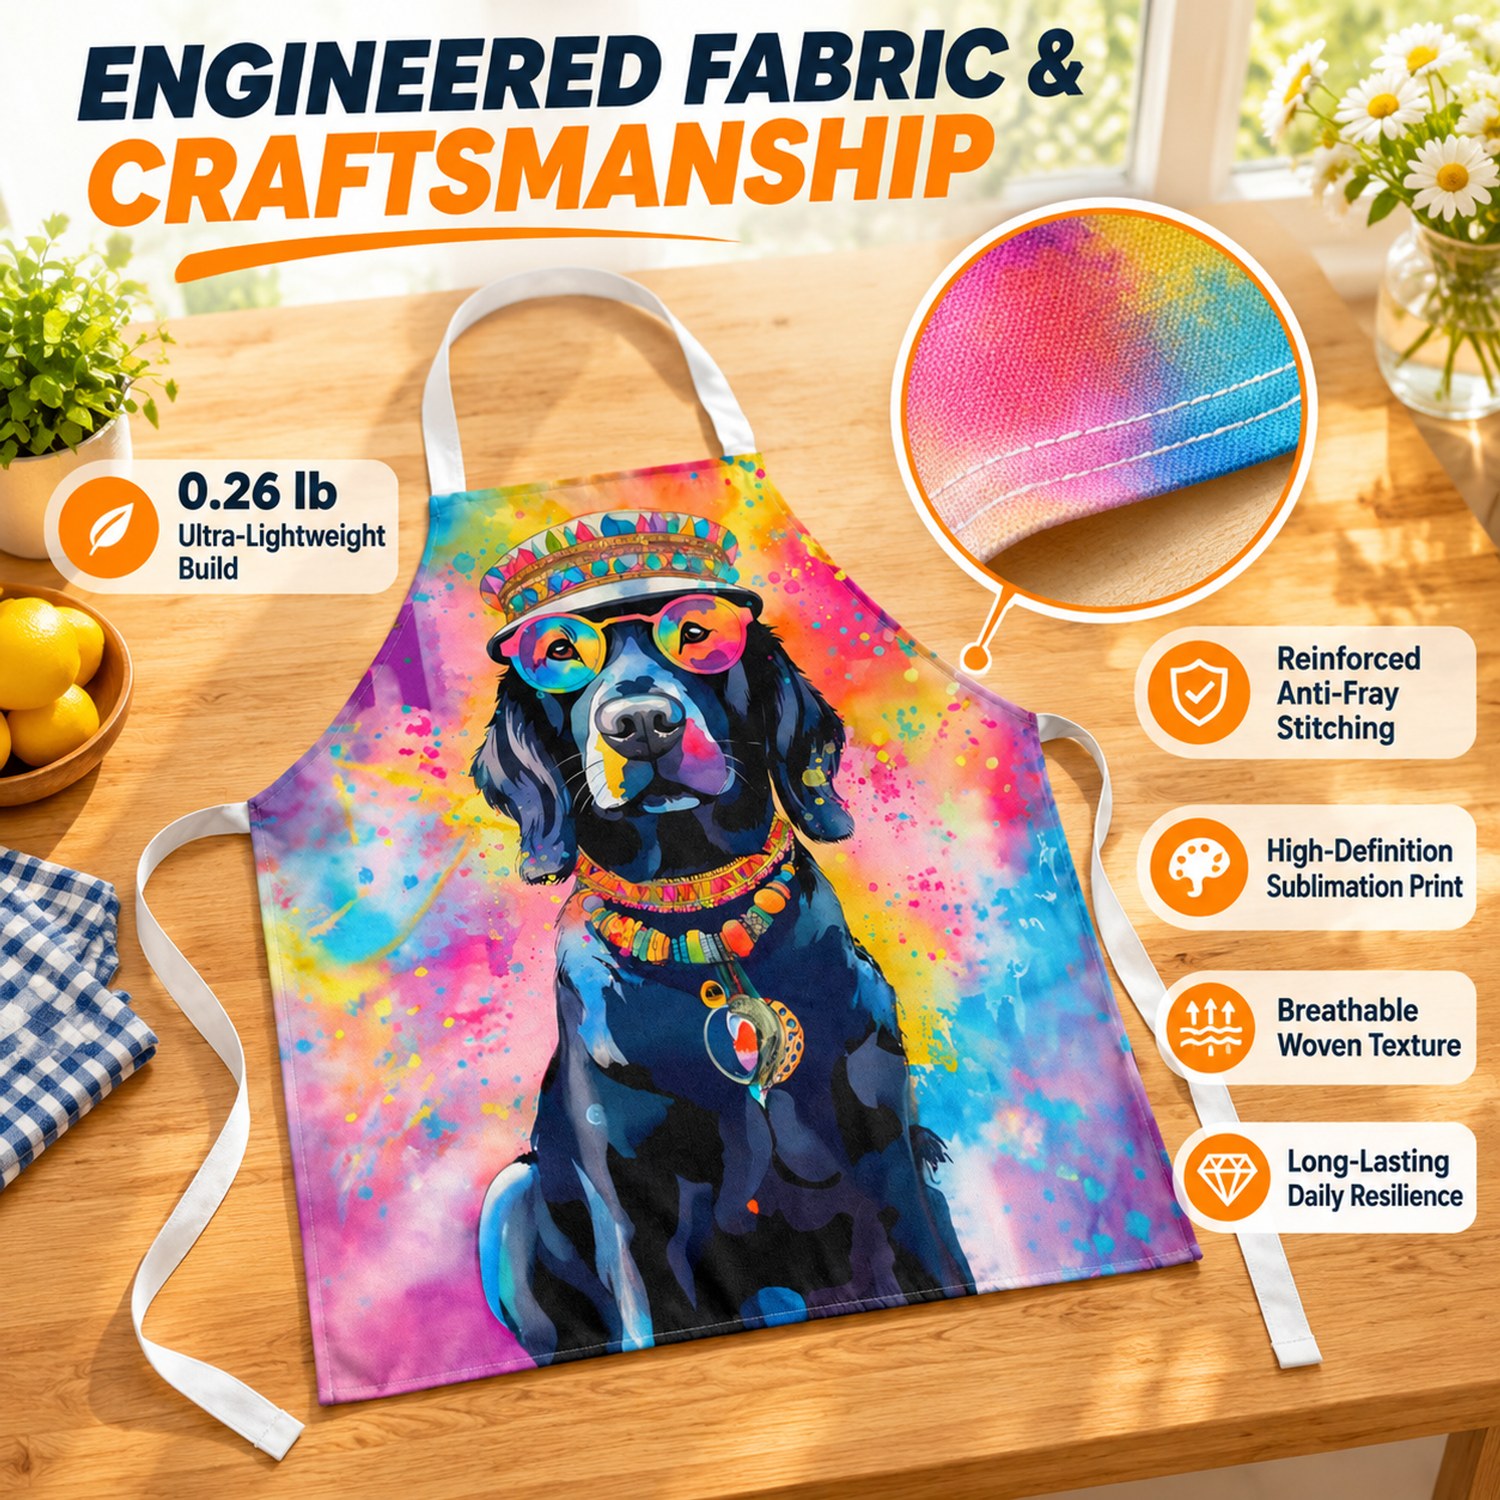 ENGINEERED FABRIC &
CRAFTSMANSHIP
0.26 lb
Ultra-Lightweight
Build
Reinforced
Anti-Fray
Stitching
High-Definition
Sublimation Print
Breathable
Woven Texture
Long-Lasting
Daily Resilience